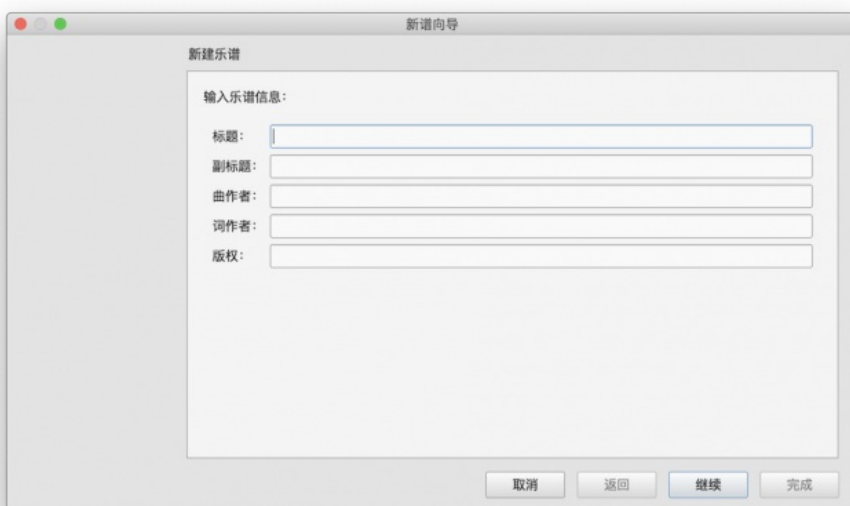 新谱向导
新建乐谱
输入乐谱信息：
标题：
副标题：
曲作者：
词作者：
版权：
取消 返回 继续 完成